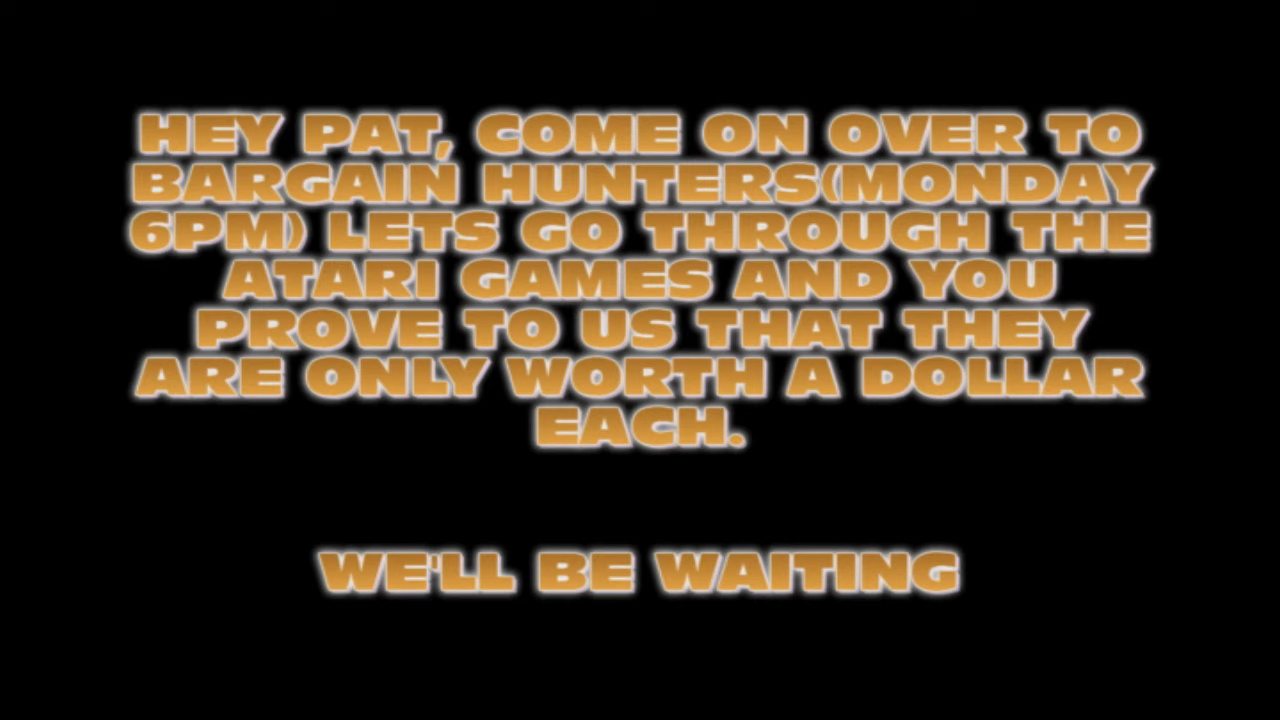 HEY PAT, COME ON OVER TO
BARGAIN HUNTERS(MONDAY
6PM) LETS GO THROUGH THE
ATARI GAMES AND YOU
PROVE TO US THAT THEY
ARE ONLY WORTH A DOLLAR
EACH.
WE'LL BE WAITING